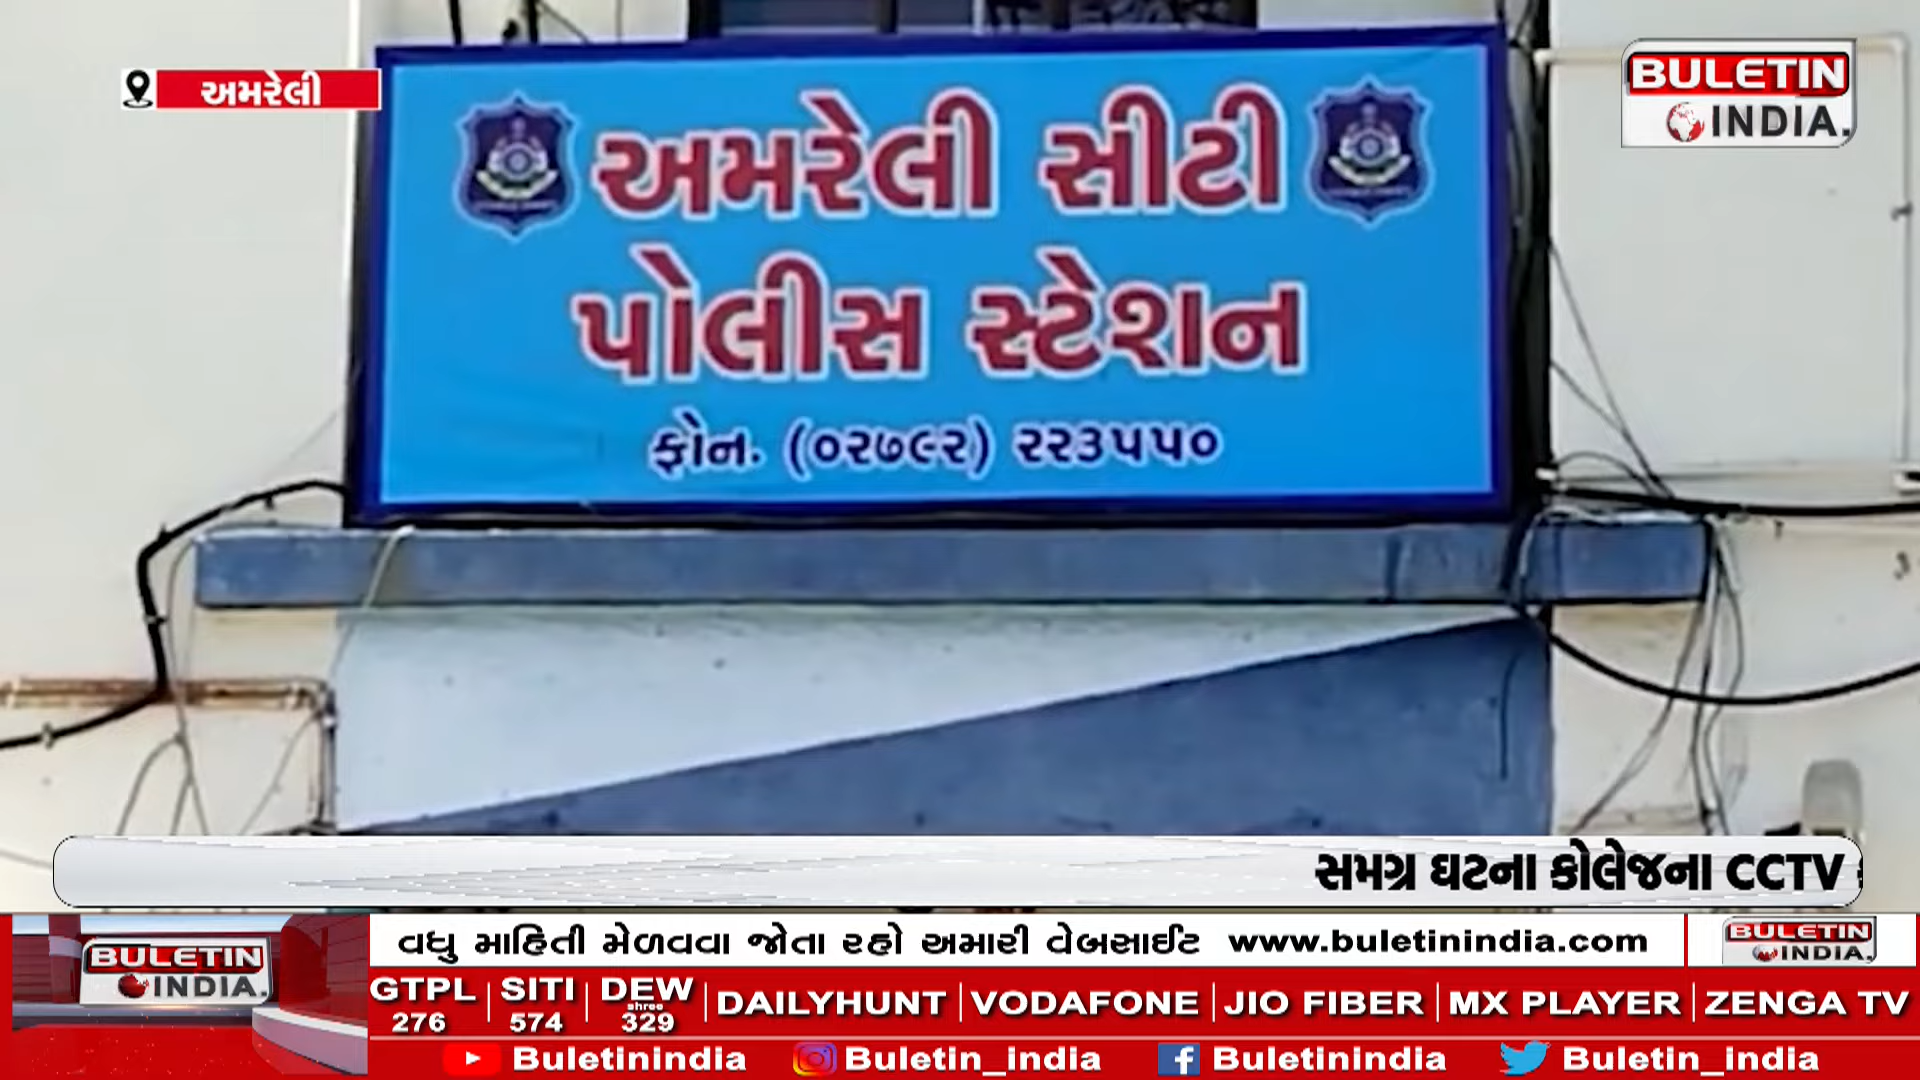 અમરેલી
BULETIN
INDIA.
અમરેલી સીટી
પોલીસ સ્ટેશન
ફોન. (૦૨૭૯૨) ૨૨૩૫૫૦
સમગ્ર ઘટના કોલેજના CCTV
વધુ માહિતી મેળવવા જોતા રહો અમારી વેબસાઈટ www.buletinindia.com
BULETIN
INDIA.
BULETIN
INDIA.
GTPL 276 | SITI 574 | DEW shree 329 | DAILYHUNT | VODAFONE | JIO FIBER | MX PLAYER | ZENGA TV
Buletinindia Buletin_india Buletinindia Buletin_india